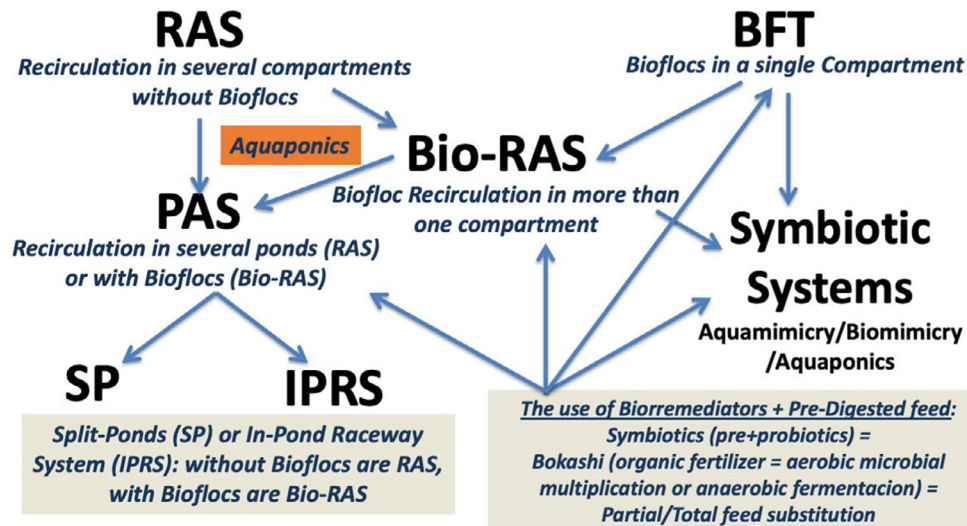 RAS
Recirculation in several compartments
without Bioflocs
BFT
Bioflocs in a single Compartment
Aquaponics
Bio-RAS
Biofloc Recirculation in more than
one compartment
PAS
Recirculation in several ponds (RAS)
or with Bioflocs (Bio-RAS)
Symbiotic
Systems
Aquamimicry/Biomimicry
/Aquaponics
SP
IPRS
Split-Ponds (SP) or In-Pond Raceway
System (IPRS): without Bioflocs are RAS,
with Bioflocs are Bio-RAS
The use of Biorremediators + Pre-Digested feed:
Symbiotics (pre+probiotics) =
Bokashi (organic fertilizer = aerobic microbial
multiplication or anaerobic fermentacion) =
Partial/Total feed substitution